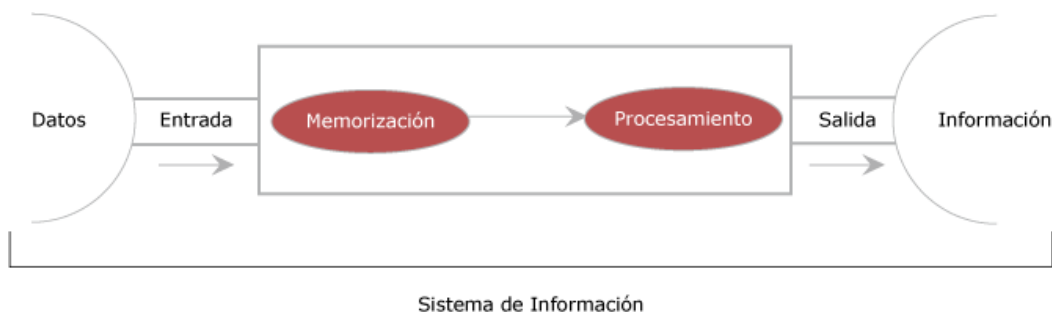 Datos
Entrada
Memorización
Procesamiento
Salida
Información
Sistema de Información